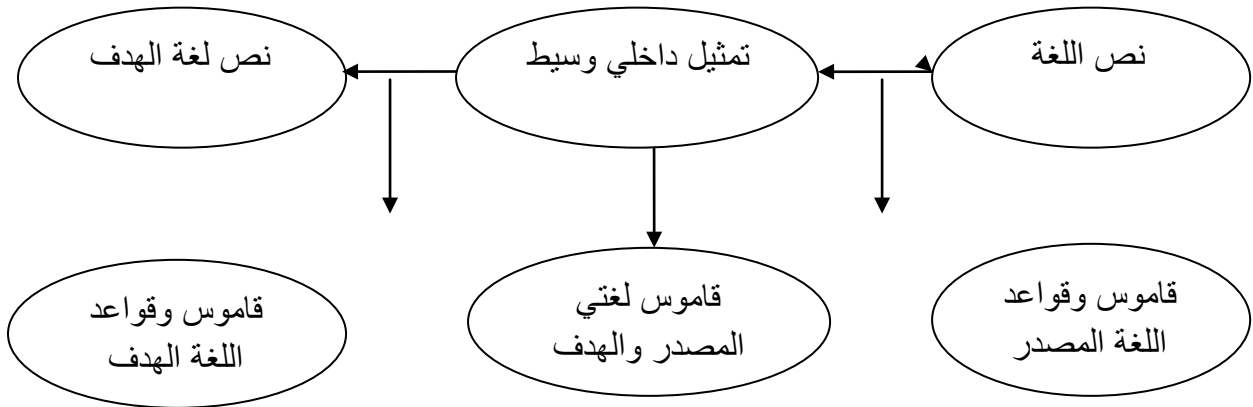 نص اللغة
تمثيل داخلي وسيط
نص لغة الهدف
قاموس وقواعد
اللغة المصدر
قاموس لغتي
المصدر والهدف
قاموس وقواعد
اللغة الهدف